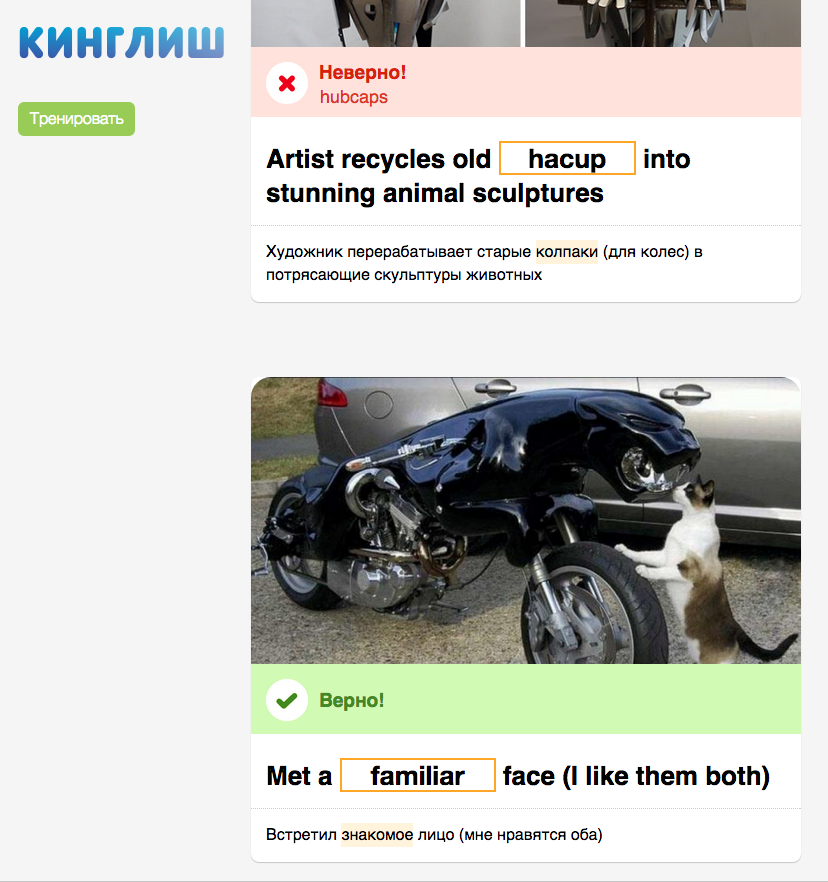 КИНГЛИШ
Тренировать
Неверно!
hubcaps
Artist recycles old hacup into
stunning animal sculptures
Художник перерабатывает старые колпаки (для колес) в
потрясающие скульптуры животных
Верно!
Met a familiar face (I like them both)
Встретил знакомое лицо (мне нравятся оба)